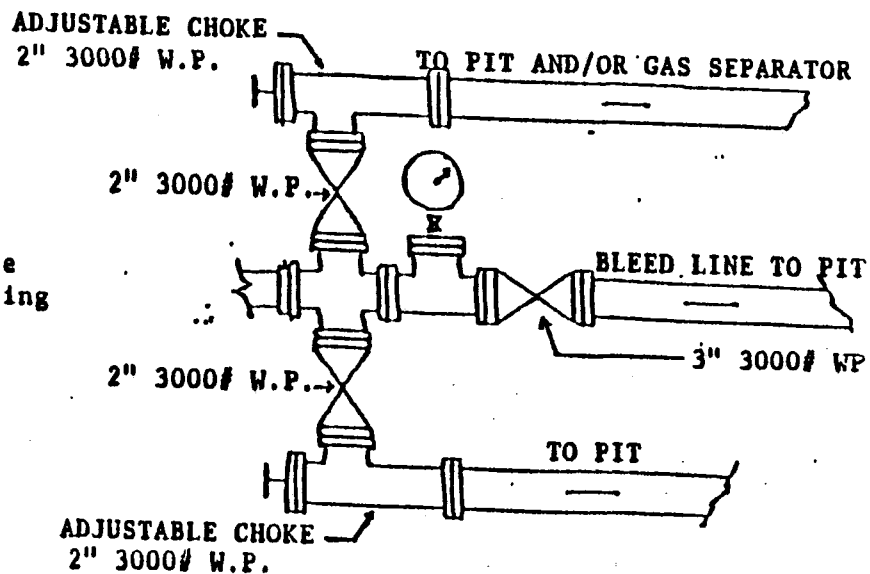 ADJUSTABLE CHOKE
2" 3000# W.P.
TO PIT AND/OR GAS SEPARATOR
2" 3000# W.P.
e
ing
BLEED LINE TO PIT
3" 3000# WP
2" 3000# W.P.
TO PIT
ADJUSTABLE CHOKE
2" 3000# W.P.